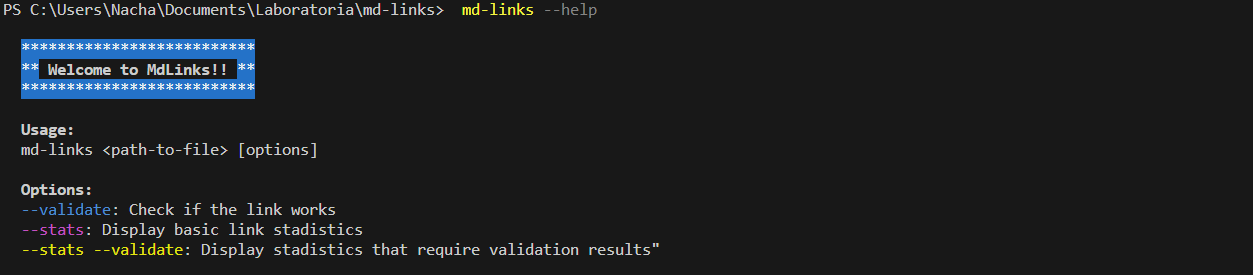 PS C:\Users\Nacha\Documents\Laboratoria\md-links>  md-links --help
**************************
** Welcome to MdLinks!! **
**************************
Usage:
md-links <path-to-file> [options]
Options:
--validate: Check if the link works
--stats: Display basic link stadistics
--stats --validate: Display stadistics that require validation results"